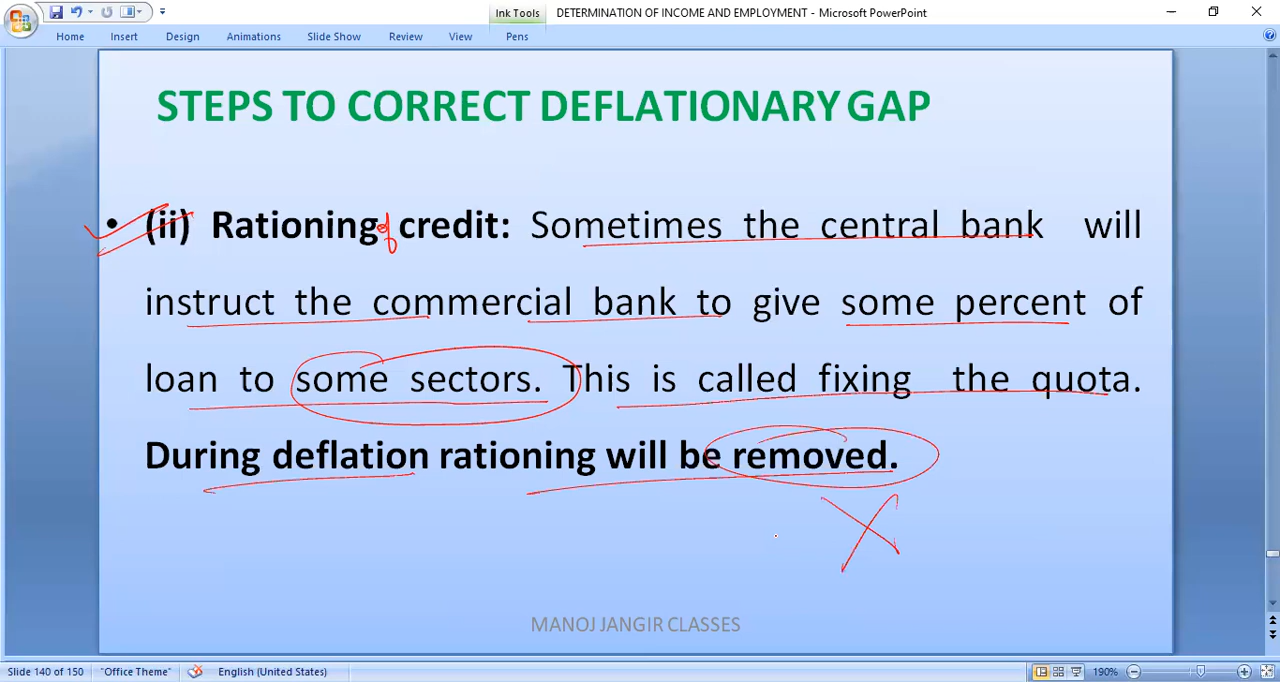 Ink Tools
DETERMINATION OF INCOME AND EMPLOYMENT - Microsoft PowerPoint
Home Insert Design Animations Slide Show Review View Pens
STEPS TO CORRECT DEFLATIONARY GAP
• (ii) Rationing of credit: Sometimes the central bank will
instruct the commercial bank to give some percent of
loan to some sectors. This is called fixing the quota.
During deflation rationing will be removed.
MANOJ JANGIR CLASSES
Slide 140 of 150 "Office Theme" English (United States) 190%